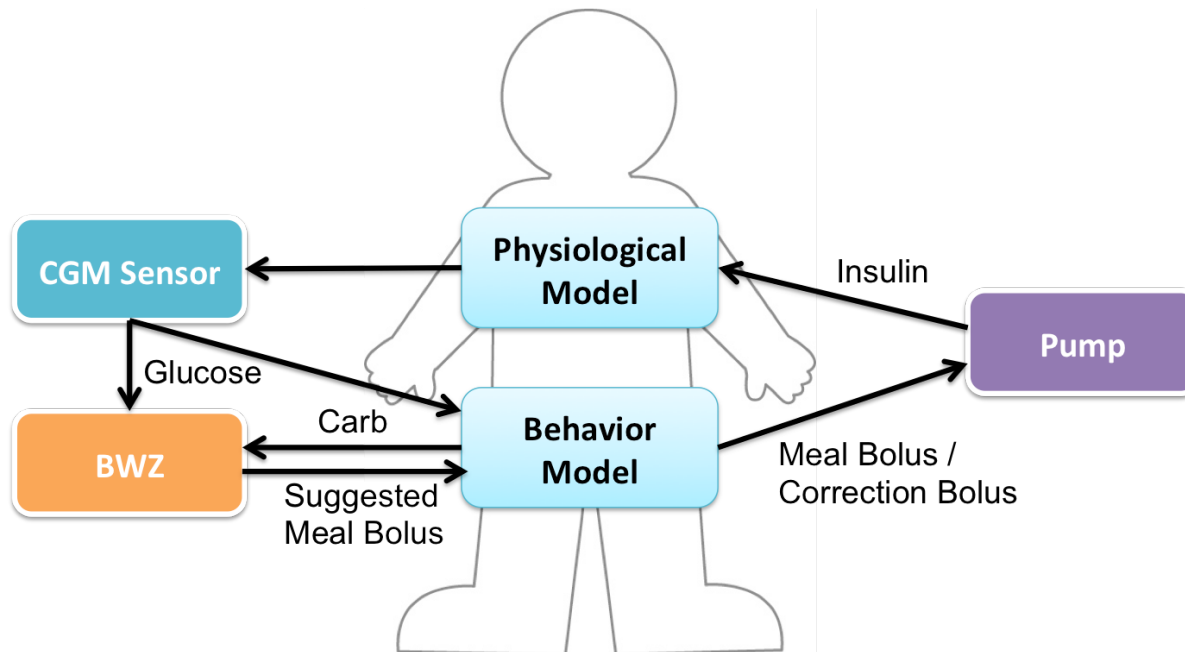 Physiological
Model
CGM Sensor
Insulin
Pump
Glucose
Carb
Behavior
Model
BWZ
Suggested
Meal Bolus
Meal Bolus /
Correction Bolus